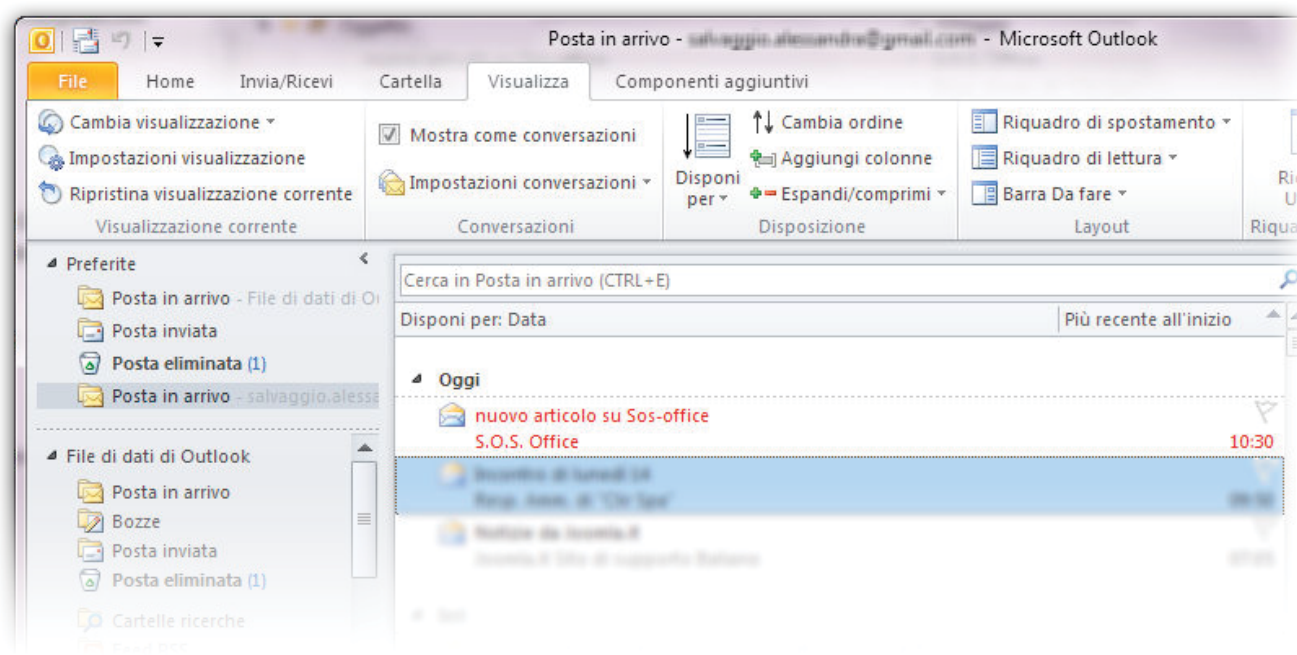 Posta in arrivo - - Microsoft Outlook
File Home Invia/Ricevi Cartella Visualizza Componenti aggiuntivi
Cambia visualizzazione
Impostazioni visualizzazione
Ripristina visualizzazione corrente
Visualizzazione corrente
Mostra come conversazioni
Impostazioni conversazioni
Conversazioni
Disponi
per
Cambia ordine
Aggiungi colonne
Espandi/comprimi
Disposizione
Riquadro di spostamento
Riquadro di lettura
Barra Da fare
Layout
Preferite
Posta in arrivo - File di dati di
Posta inviata
Posta eliminata (1)
Posta in arrivo - salvaggio.alessa
File di dati di Outlook
Posta in arrivo
Bozze
Posta inviata
Posta eliminata (1)
Cartelle ricerche
Cerca in Posta in arrivo (CTRL+E)
Disponi per: Data Più recente all'inizio
Oggi
nuovo articolo su Sos-office
S.O.S. Office 10:30